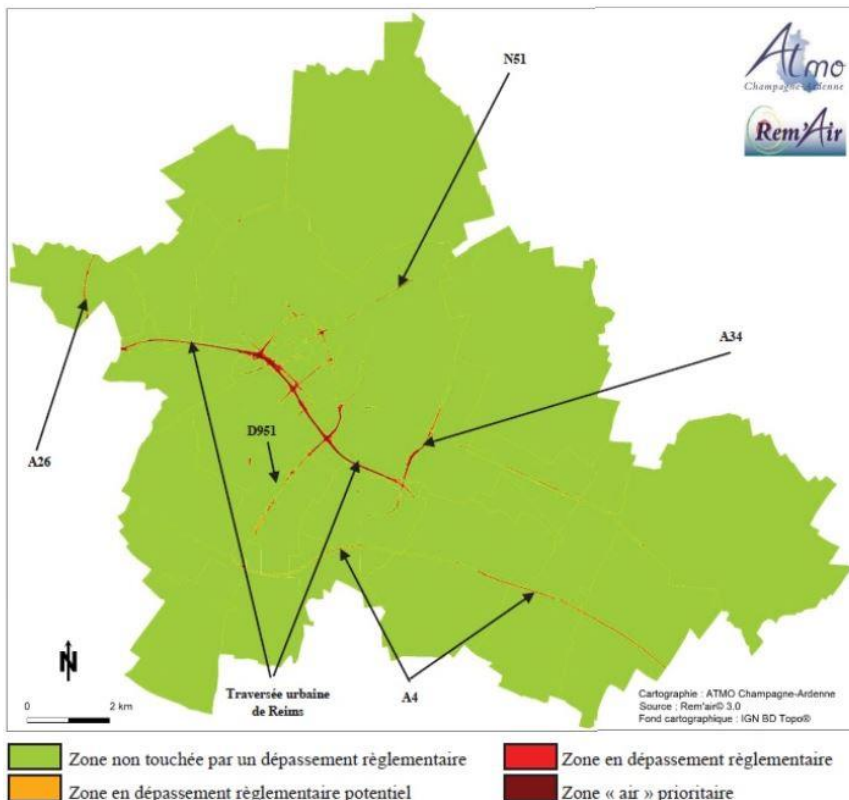 N51
Atmo
Champagne-Ardenne
Rem'Air
A34
D951
A26
N
0 2 km
Traversée urbaine
de Reims
A4
Cartographie : ATMO Champagne-Ardenne
Source : Rem'air© 3.0
Fond cartographique : IGN BD Topo®
Zone non touchée par un dépassement règlementaire
Zone en dépassement règlementaire
Zone en dépassement règlementaire potentiel
Zone « air » prioritaire